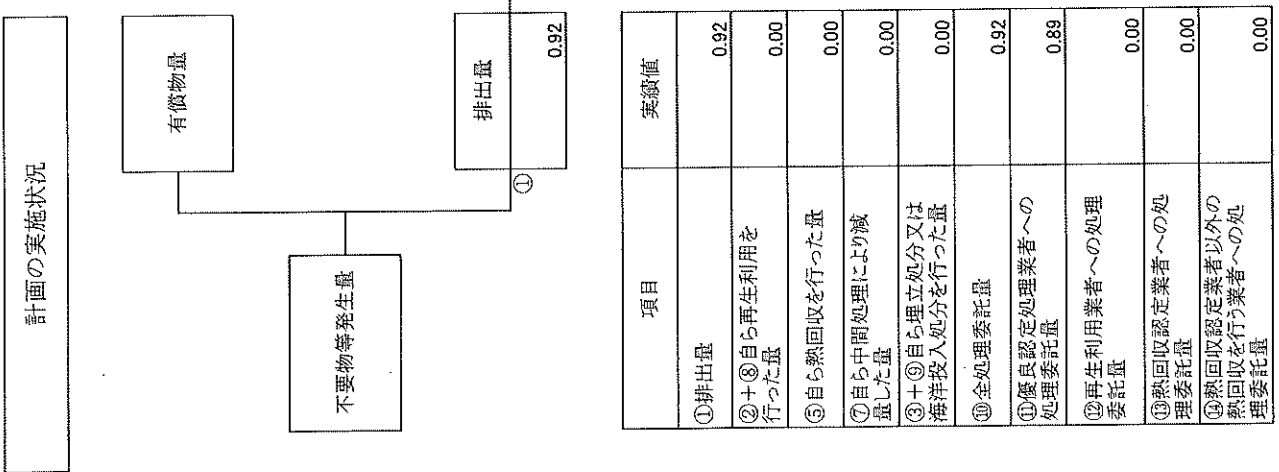 計画の実施状況
有償物量
不要物等発生量
排出量
①
0.92
項目
実績値
①排出量
0.92
②+⑧自ら再生利用を
行った量
0.00
⑤自ら熱回収を行った量
0.00
⑦自ら中間処理により減
量した量
0.00
③+⑨自ら埋立処分又は
海洋投入処分を行った量
0.00
⑩全処理委託量
0.92
⑪優良認定処理業者への
処理委託量
0.89
⑫再生利用業者への処理
委託量
0.00
⑬熱回収認定業者への処
理委託量
0.00
⑭熱回収認定業者以外の
熱回収を行う業者への処
理委託量
0.00